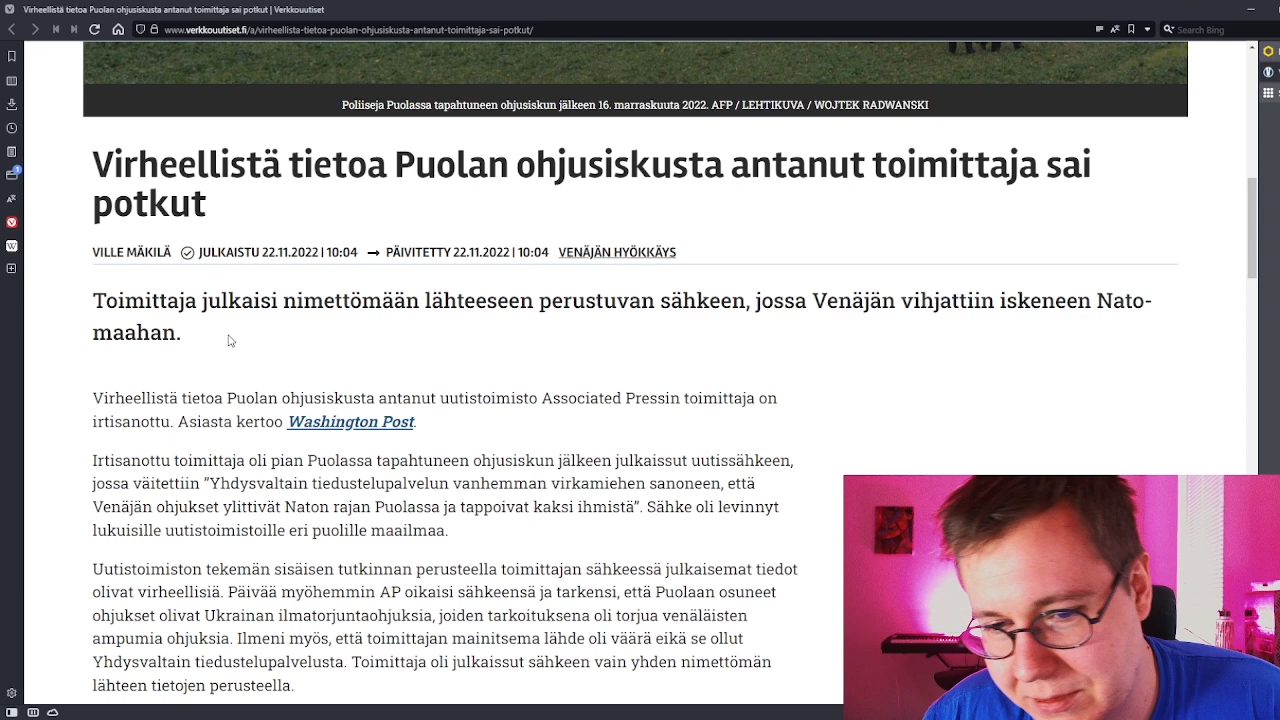 Virheellistä tietoa Puolan ohjusiskusta antanut toimittaja sai potkut | Verkkouutiset
www.verkkouutiset.fi/a/virheellista-tietoa-puolan-ohjusiskusta-antanut-toimittaja-sai-potkut/
Search Bing
Poliiseja Puolassa tapahtuneen ohjusiskun jälkeen 16. marraskuuta 2022. AFP / LEHTIKUVA / WOJTEK RADWANSKI
Virheellistä tietoa Puolan ohjusiskusta antanut toimittaja sai
potkut
VILLE MÄKILÄ JULKAISTU 22.11.2022 | 10:04 → PÄIVITETTY 22.11.2022 | 10:04 VENÄJÄN HYÖKKÄYS
Toimittaja julkaisi nimettömään lähteeseen perustuvan sähkeen, jossa Venäjän vihjattiin iskeneen Nato-
maahan.
Virheellistä tietoa Puolan ohjusiskusta antanut uutistoimisto Associated Pressin toimittaja on
irtisanottu. Asiasta kertoo Washington Post.
Irtisanottu toimittaja oli pian Puolassa tapahtuneen ohjusiskun jälkeen julkaissut uutissähkeen,
jossa väitettiin ”Yhdysvaltain tiedustelupalvelun vanhemman virkamiehen sanoneen, että
Venäjän ohjukset ylittivät Naton rajan Puolassa ja tappoivat kaksi ihmistä”. Sähke oli levinnyt
lukuisille uutistoimistoille eri puolille maailmaa.
Uutistoimiston tekemän sisäisen tutkinnan perusteella toimittajan sähkeessä julkaisemat tiedot
olivat virheellisiä. Päivää myöhemmin AP oikaisi sähkeensä ja tarkensi, että Puolaan osuneet
ohjukset olivat Ukrainan ilmatorjuntaohjuksia, joiden tarkoituksena oli torjua venäläisten
ampumia ohjuksia. Ilmeni myös, että toimittajan mainitsema lähde oli väärä eikä se ollut
Yhdysvaltain tiedustelupalvelusta. Toimittaja oli julkaissut sähkeen vain yhden nimettömän
lähteen tietojen perusteella.